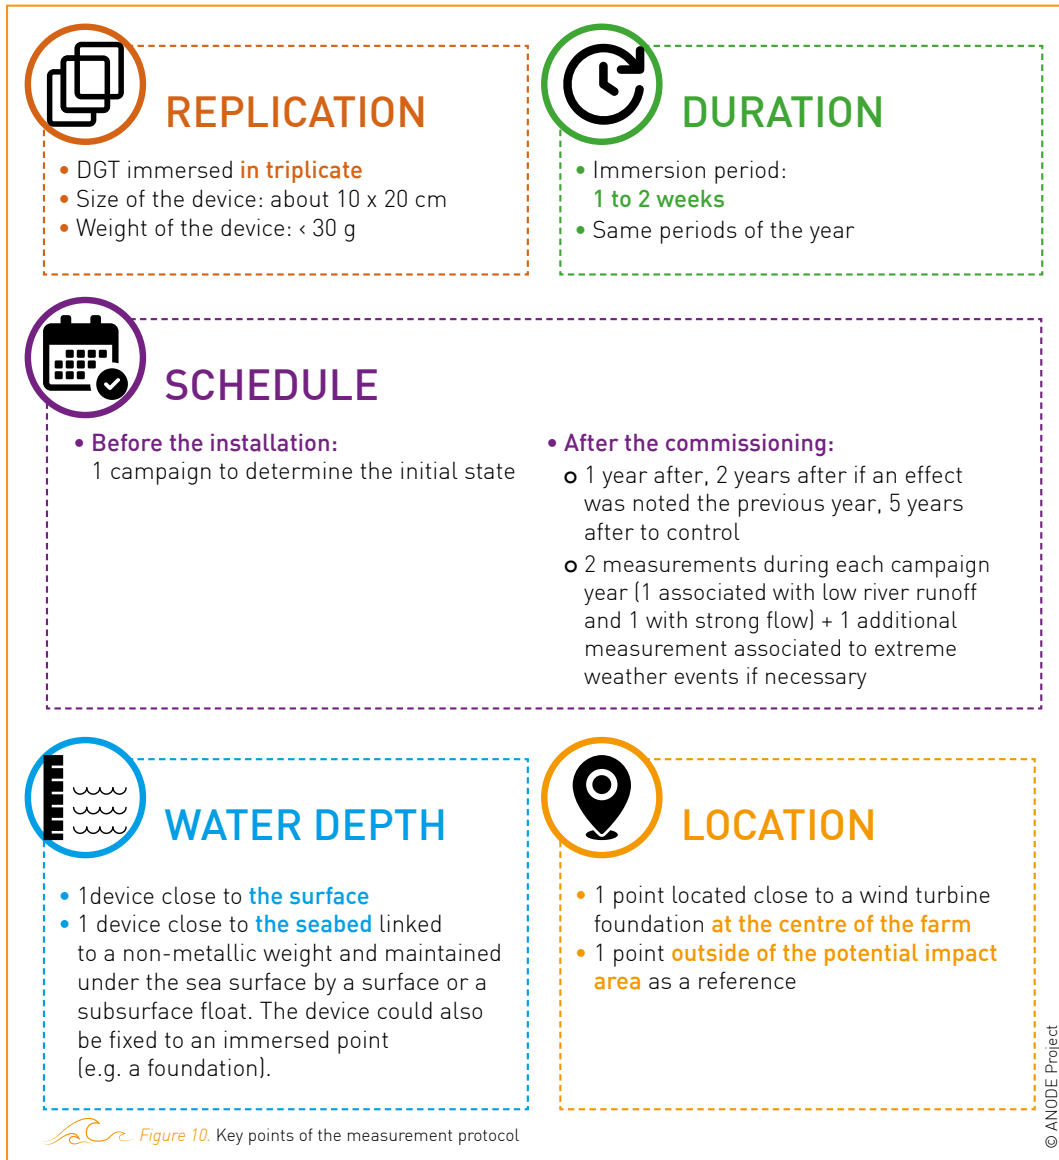 REPLICATION
• DGT immersed in triplicate
• Size of the device: about 10 x 20 cm
• Weight of the device: ‹ 30 g
DURATION
• Immersion period:
1 to 2 weeks
• Same periods of the year
SCHEDULE
• Before the installation:
1 campaign to determine the initial state
• After the commissioning:
o 1 year after, 2 years after if an effect
was noted the previous year, 5 years
after to control
o 2 measurements during each campaign
year (1 associated with low river runoff
and 1 with strong flow) + 1 additional
measurement associated to extreme
weather events if necessary
WATER DEPTH
• 1device close to the surface
• 1 device close to the seabed linked
to a non-metallic weight and maintained
under the sea surface by a surface or a
subsurface float. The device could also
be fixed to an immersed point
(e.g. a foundation).
LOCATION
• 1 point located close to a wind turbine
foundation at the centre of the farm
• 1 point outside of the potential impact
area as a reference
Figure 10. Key points of the measurement protocol
© ANODE Project